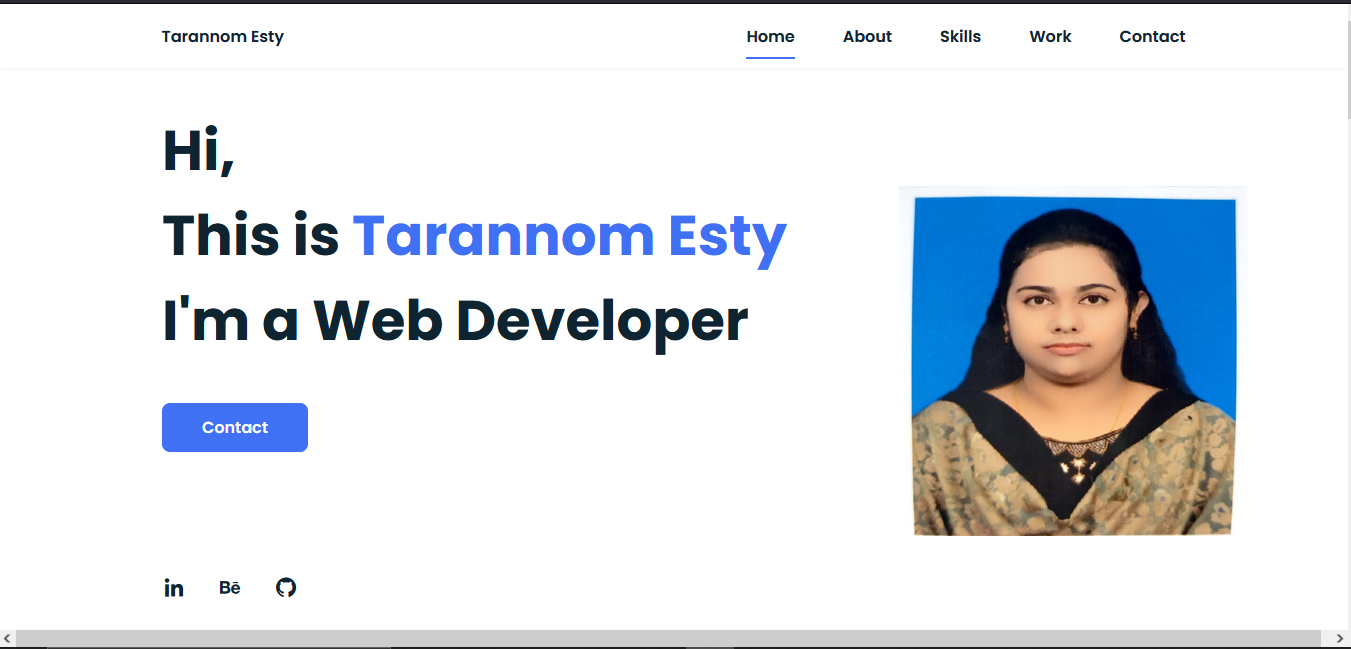 Tarannom Esty
Home About Skills Work Contact
Hi,
This is Tarannom Esty
I'm a Web Developer
Contact
in Bē